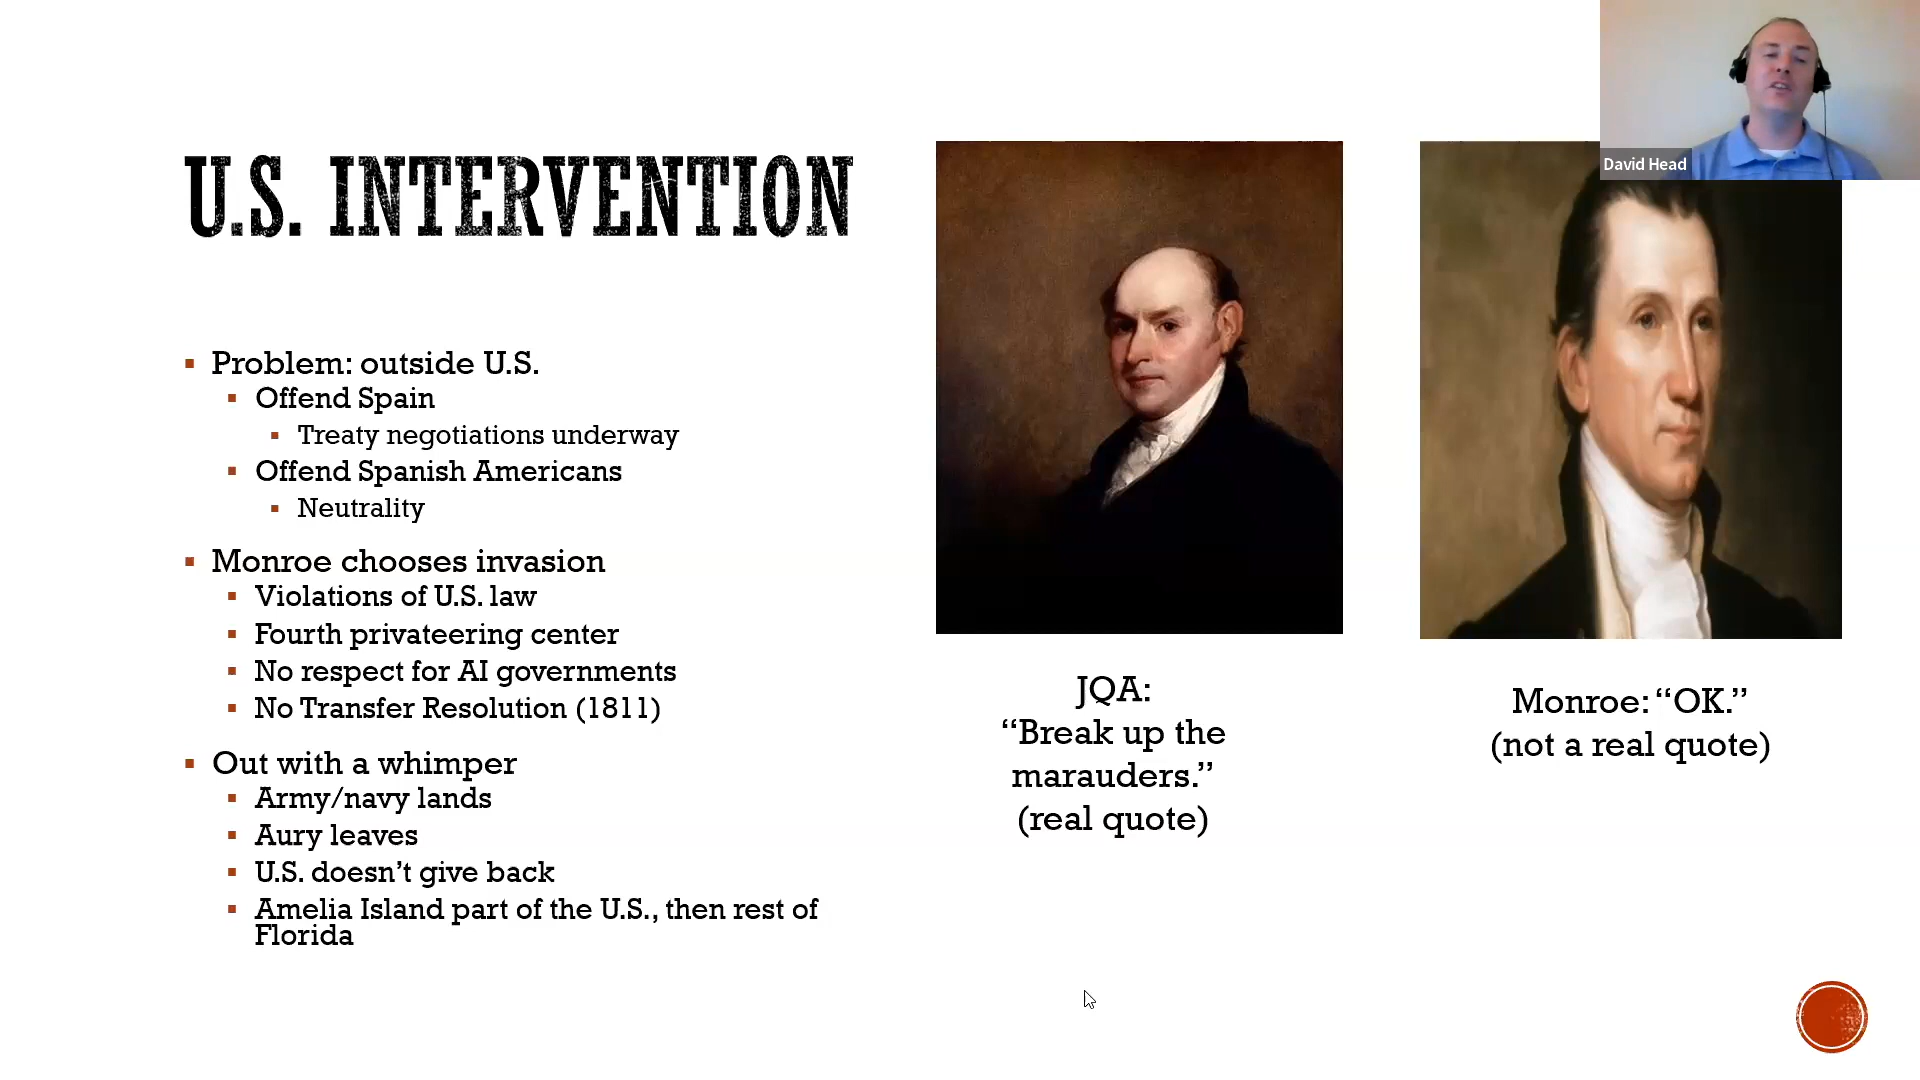 David Head
U.S. INTERVENTION
Problem: outside U.S.
Offend Spain
Treaty negotiations underway
Offend Spanish Americans
Neutrality
Monroe chooses invasion
Violations of U.S. law
Fourth privateering center
No respect for AI governments
No Transfer Resolution (1811)
Out with a whimper
Army/navy lands
Aury leaves
U.S. doesn’t give back
Amelia Island part of the U.S., then rest of
Florida
JQA:
“Break up the
marauders.”
(real quote)
Monroe: “OK.”
(not a real quote)